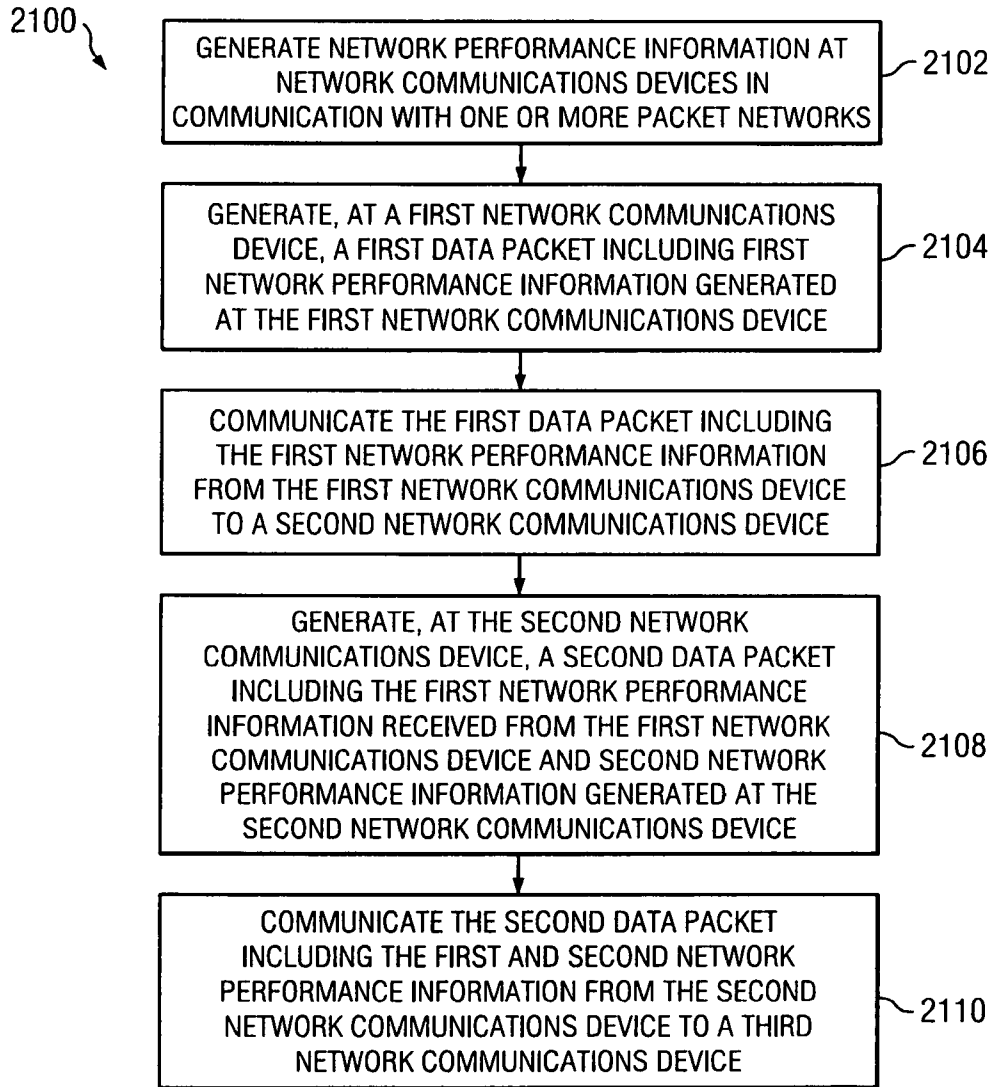 2100
GENERATE NETWORK PERFORMANCE INFORMATION AT
NETWORK COMMUNICATIONS DEVICES IN
COMMUNICATION WITH ONE OR MORE PACKET NETWORKS
2102
GENERATE, AT A FIRST NETWORK COMMUNICATIONS
DEVICE, A FIRST DATA PACKET INCLUDING FIRST
NETWORK PERFORMANCE INFORMATION GENERATED
AT THE FIRST NETWORK COMMUNICATIONS DEVICE
2104
COMMUNICATE THE FIRST DATA PACKET INCLUDING
THE FIRST NETWORK PERFORMANCE INFORMATION
FROM THE FIRST NETWORK COMMUNICATIONS DEVICE
TO A SECOND NETWORK COMMUNICATIONS DEVICE
2106
GENERATE, AT THE SECOND NETWORK
COMMUNICATIONS DEVICE, A SECOND DATA PACKET
INCLUDING THE FIRST NETWORK PERFORMANCE
INFORMATION RECEIVED FROM THE FIRST NETWORK
COMMUNICATIONS DEVICE AND SECOND NETWORK
PERFORMANCE INFORMATION GENERATED AT THE
SECOND NETWORK COMMUNICATIONS DEVICE
2108
COMMUNICATE THE SECOND DATA PACKET
INCLUDING THE FIRST AND SECOND NETWORK
PERFORMANCE INFORMATION FROM THE SECOND
NETWORK COMMUNICATIONS DEVICE TO A THIRD
NETWORK COMMUNICATIONS DEVICE
2110